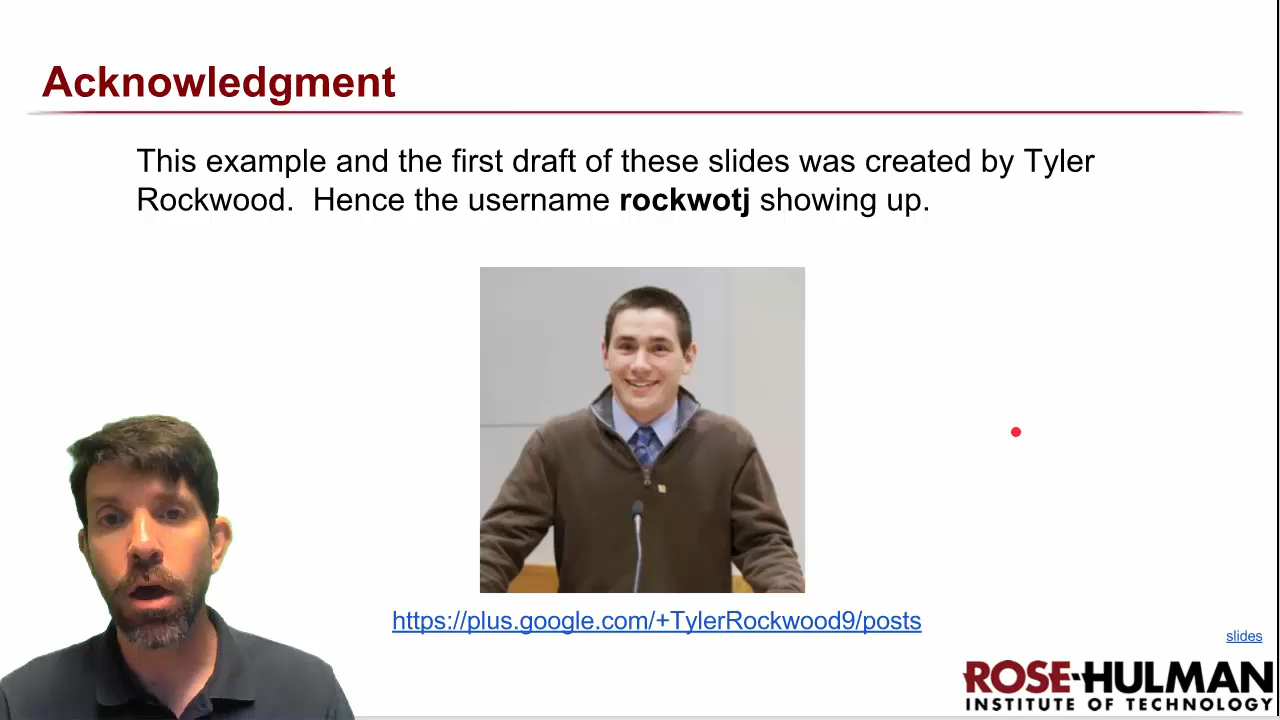 Acknowledgment
This example and the first draft of these slides was created by Tyler
Rockwood.  Hence the username rockwotj showing up.
https://plus.google.com/+TylerRockwood9/posts
slides
ROSE-HULMAN
INSTITUTE OF TECHNOLOGY